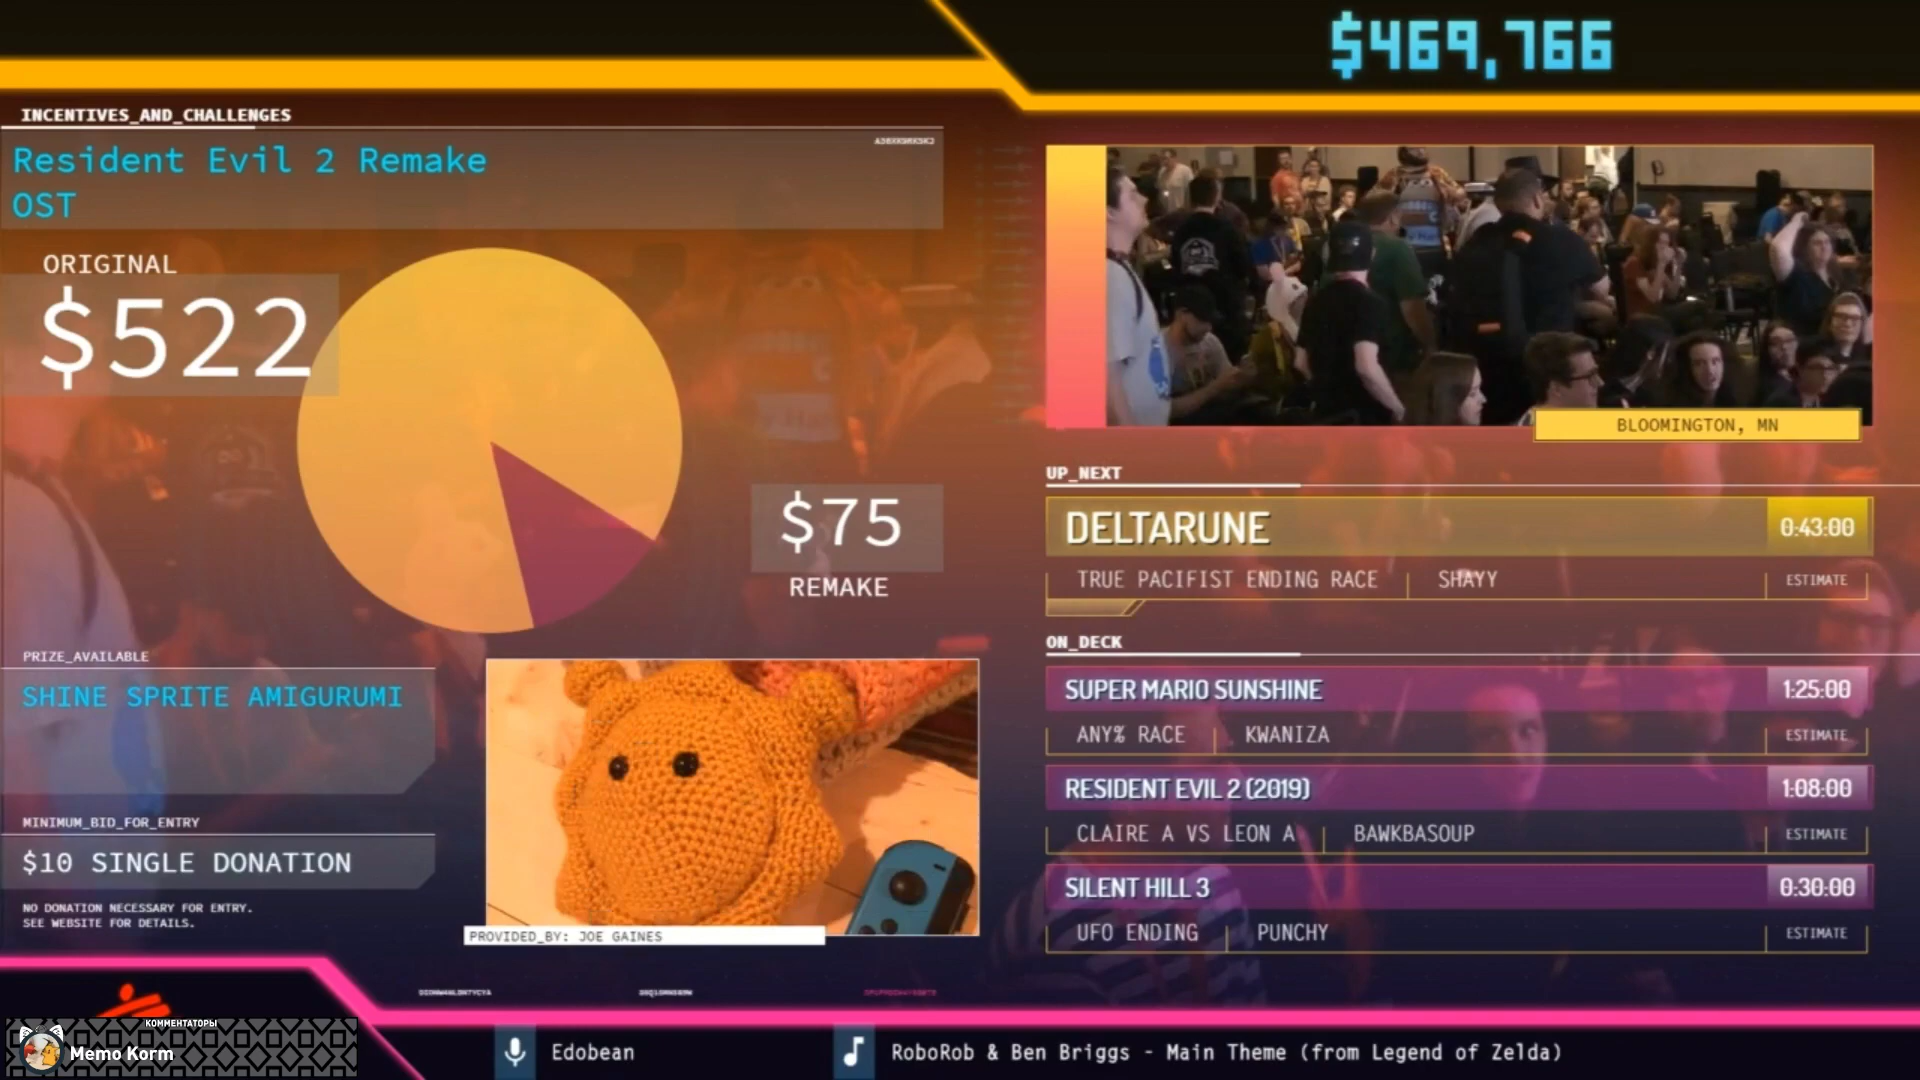 $469,766
INCENTIVES_AND_CHALLENGES
Resident Evil 2 Remake
OST
ORIGINAL
$522
$75
REMAKE
PRIZE_AVAILABLE
SHINE SPRITE AMIGURUMI
MINIMUM_BID_FOR_ENTRY
$10 SINGLE DONATION
NO DONATION NECESSARY FOR ENTRY.
SEE WEBSITE FOR DETAILS.
PROVIDED_BY: JOE GAINES
BLOOMINGTON, MN
UP_NEXT
DELTARUNE 0:43:00
TRUE PACIFIST ENDING RACE SHAYY ESTIMATE
ON_DECK
SUPER MARIO SUNSHINE 1:25:00
ANY% RACE KWANIZA ESTIMATE
RESIDENT EVIL 2 (2019) 1:08:00
CLAIRE A VS LEON A BAWKBASOUP ESTIMATE
SILENT HILL 3 0:30:00
UFO ENDING PUNCHY ESTIMATE
КОММЕНТАТОРЫ
Memo Korm
Edobean
RoboRob & Ben Briggs - Main Theme (from Legend of Zelda)